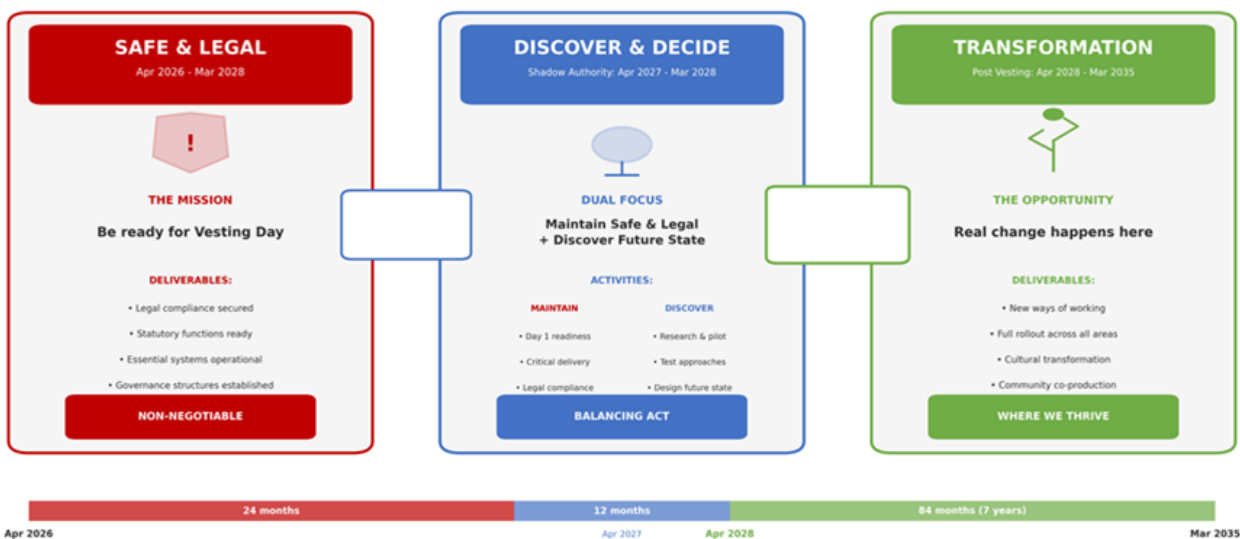 SAFE & LEGAL
Apr 2026 - Mar 2028
!
THE MISSION
Be ready for Vesting Day
DELIVERABLES:
• Legal compliance secured
• Statutory functions ready
• Essential systems operational
• Governance structures established
NON-NEGOTIABLE
DISCOVER & DECIDE
Shadow Authority: Apr 2027 - Mar 2028
DUAL FOCUS
Maintain Safe & Legal
+ Discover Future State
ACTIVITIES:
MAINTAIN
• Day 1 readiness
• Critical delivery
• Legal compliance
DISCOVER
• Research & pilot
• Test approaches
• Design future state
BALANCING ACT
TRANSFORMATION
Post Vesting: Apr 2028 - Mar 2035
THE OPPORTUNITY
Real change happens here
DELIVERABLES:
• New ways of working
• Full rollout across all areas
• Cultural transformation
• Community co-production
WHERE WE THRIVE
24 months
12 months
84 months (7 years)
Apr 2026
Apr 2027
Apr 2028
Mar 2035